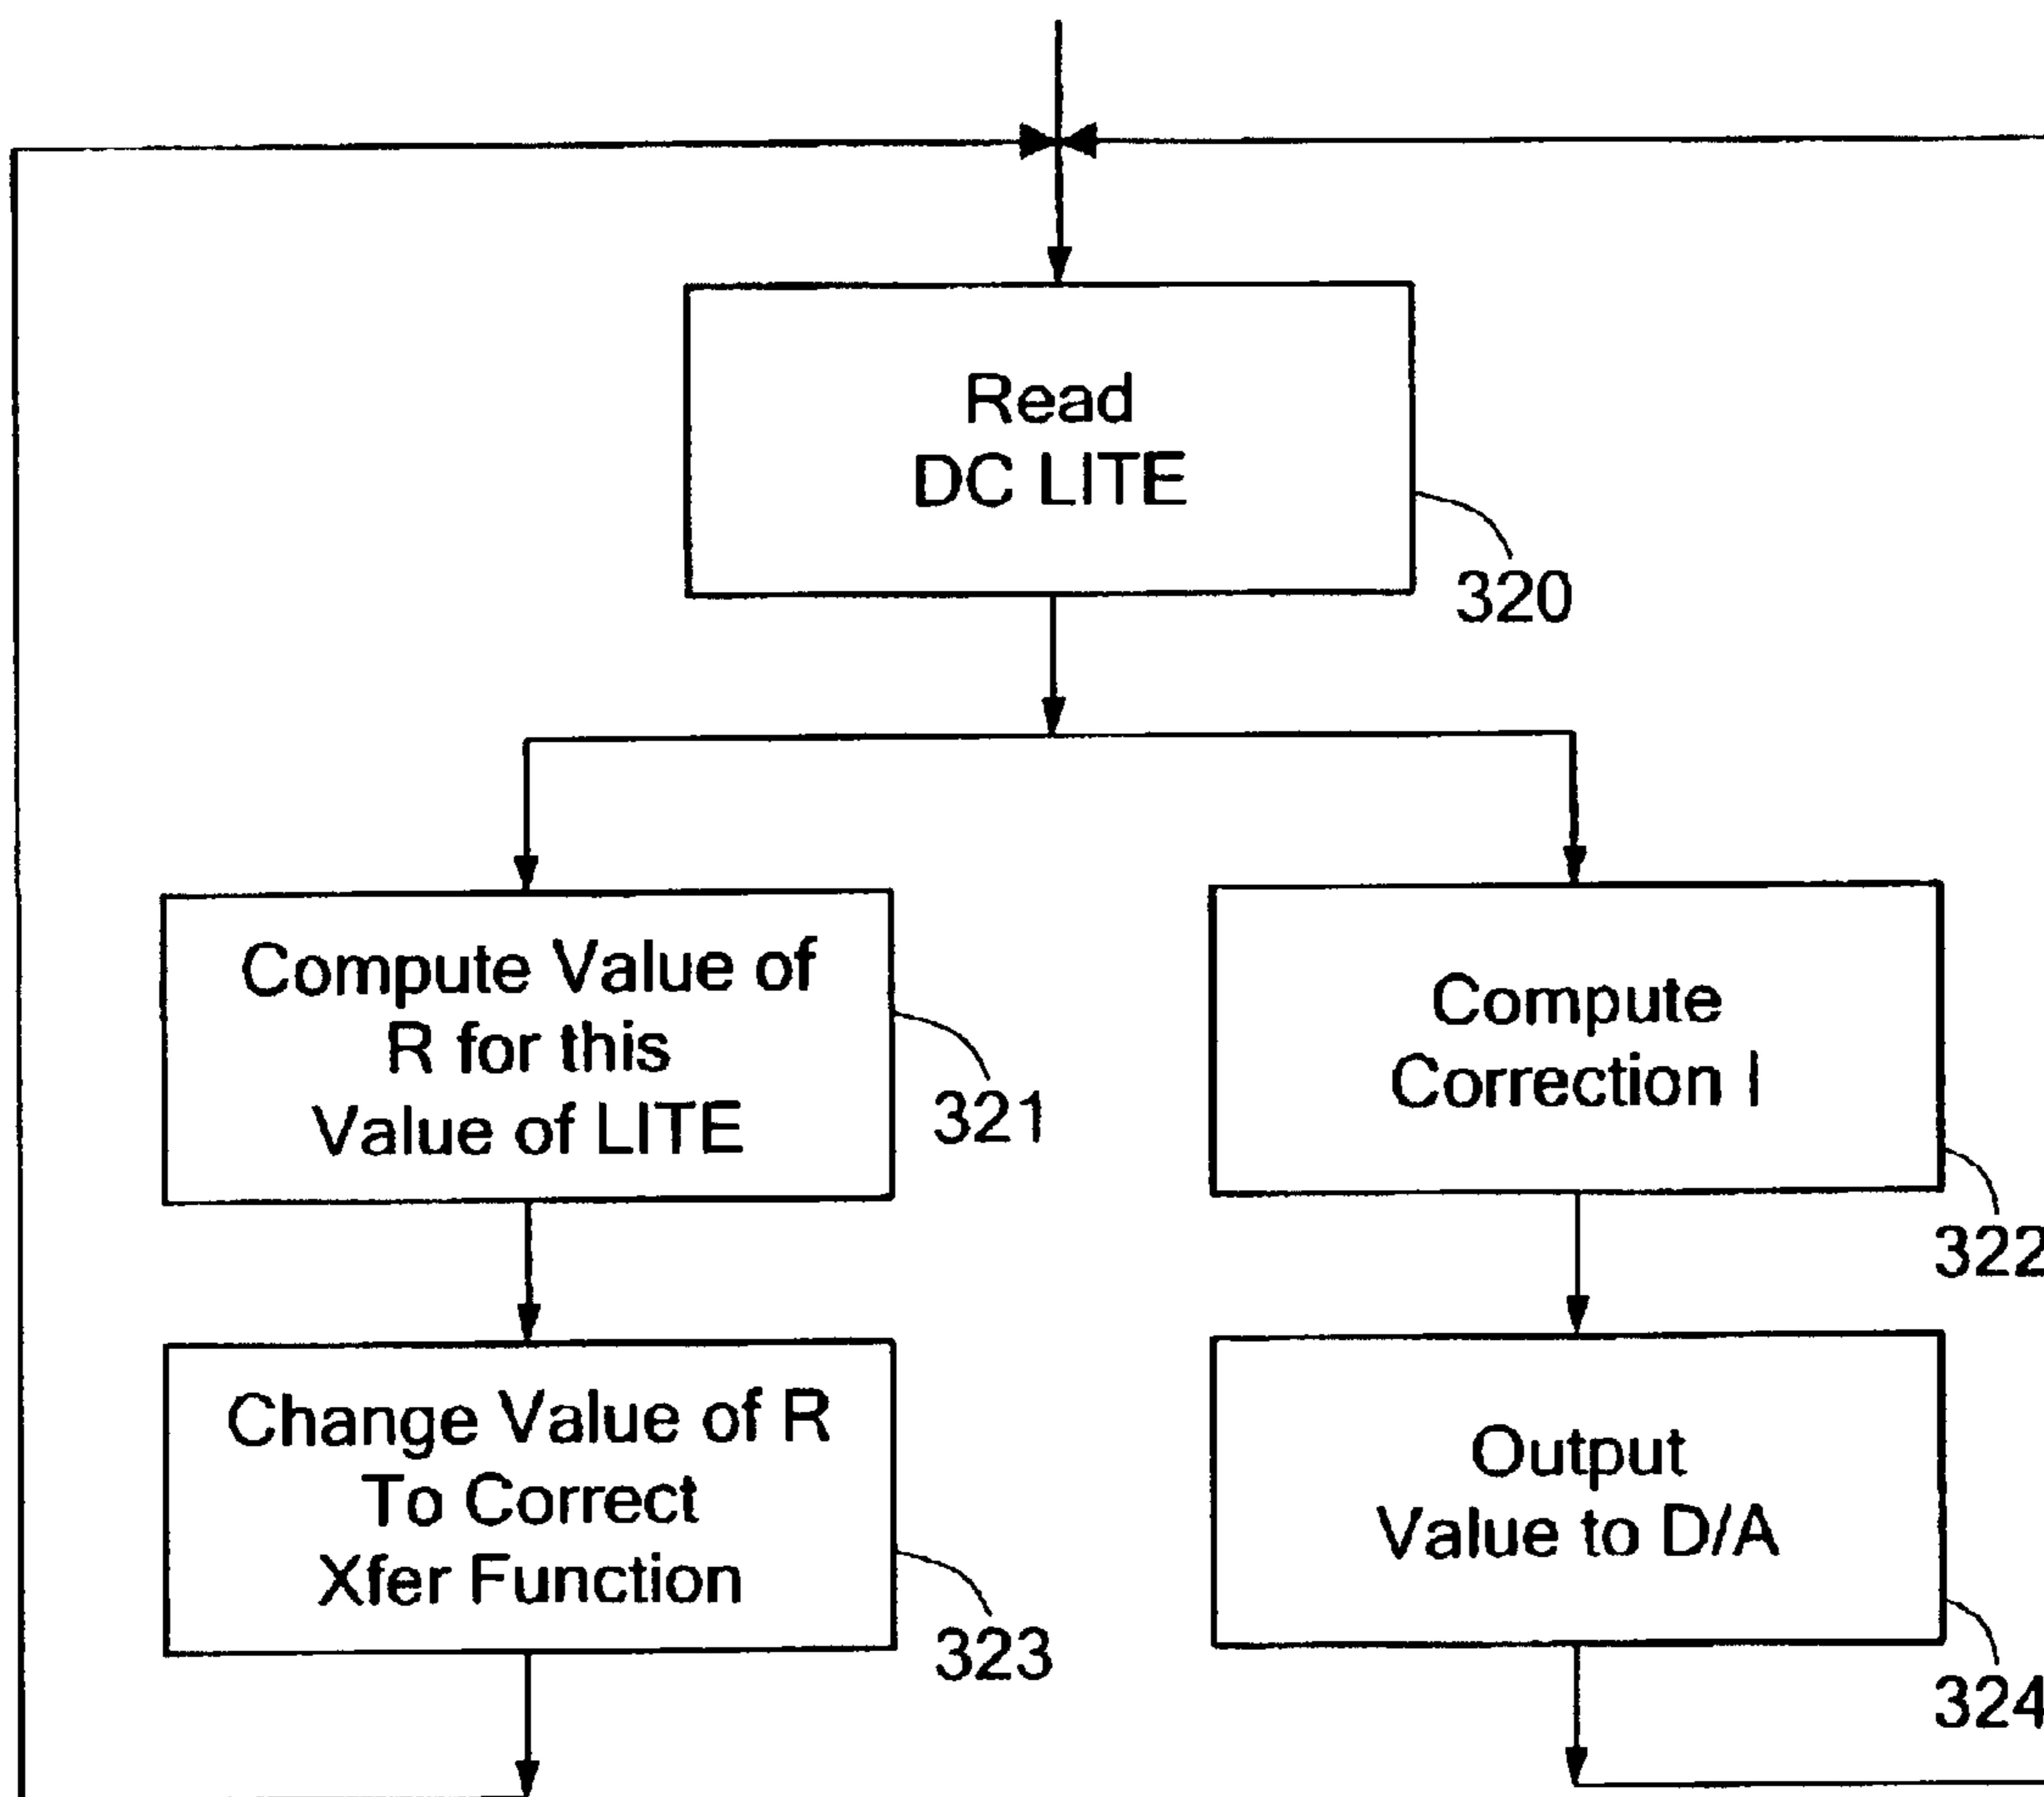 Read
DC LITE
320
Compute Value of
R for this
Value of LITE
321
Compute
Correction I
322
Change Value of R
To Correct
Xfer Function
323
Output
Value to D/A
324